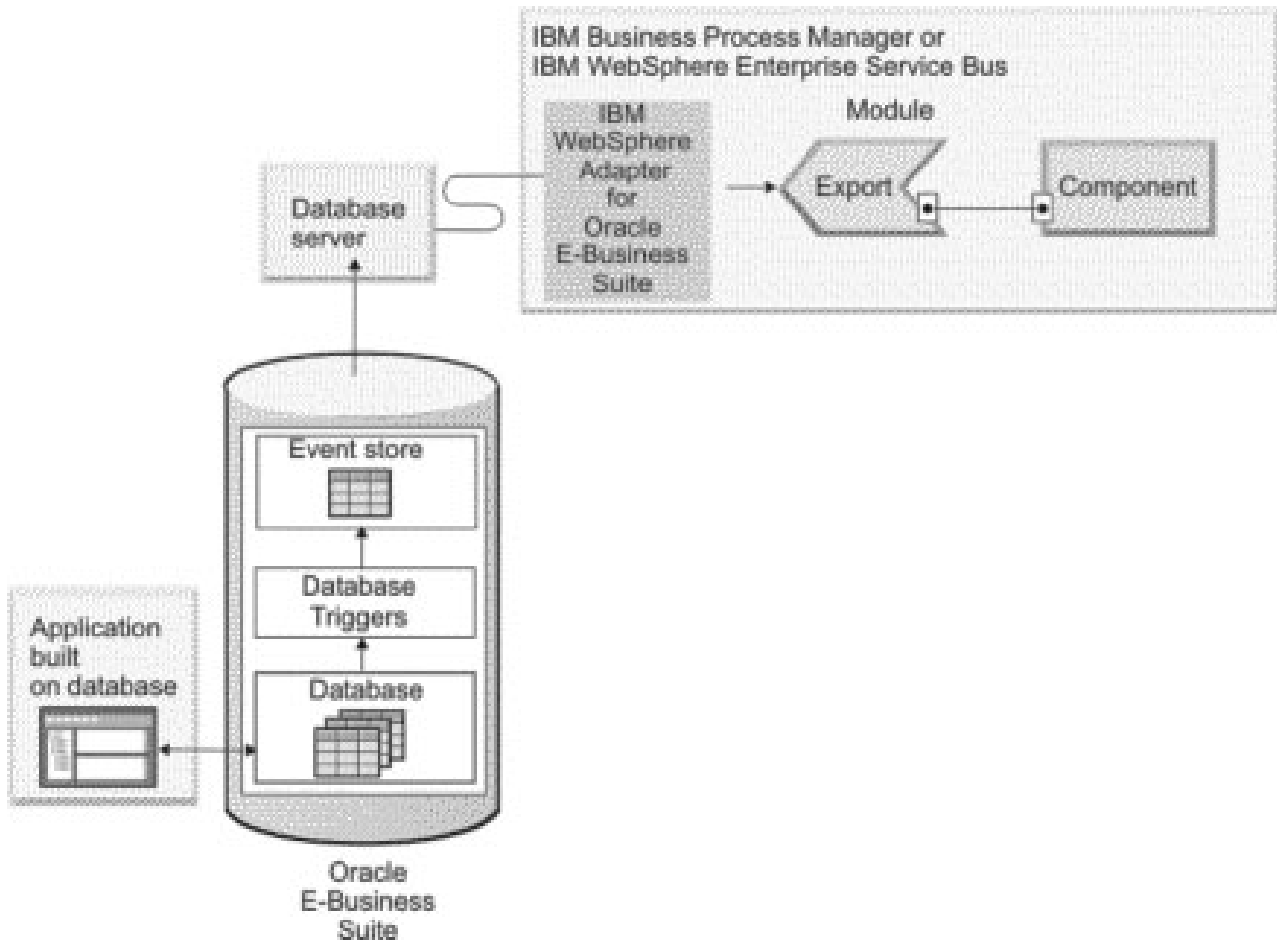 IBM Business Process Manager or
IBM WebSphere Enterprise Service Bus
IBM
WebSphere
Adapter
for
Oracle
E-Business
Suite
Module
Export
Component
Database
server
Event store
Database
Triggers
Database
Application
built
on database
Oracle
E-Business
Suite